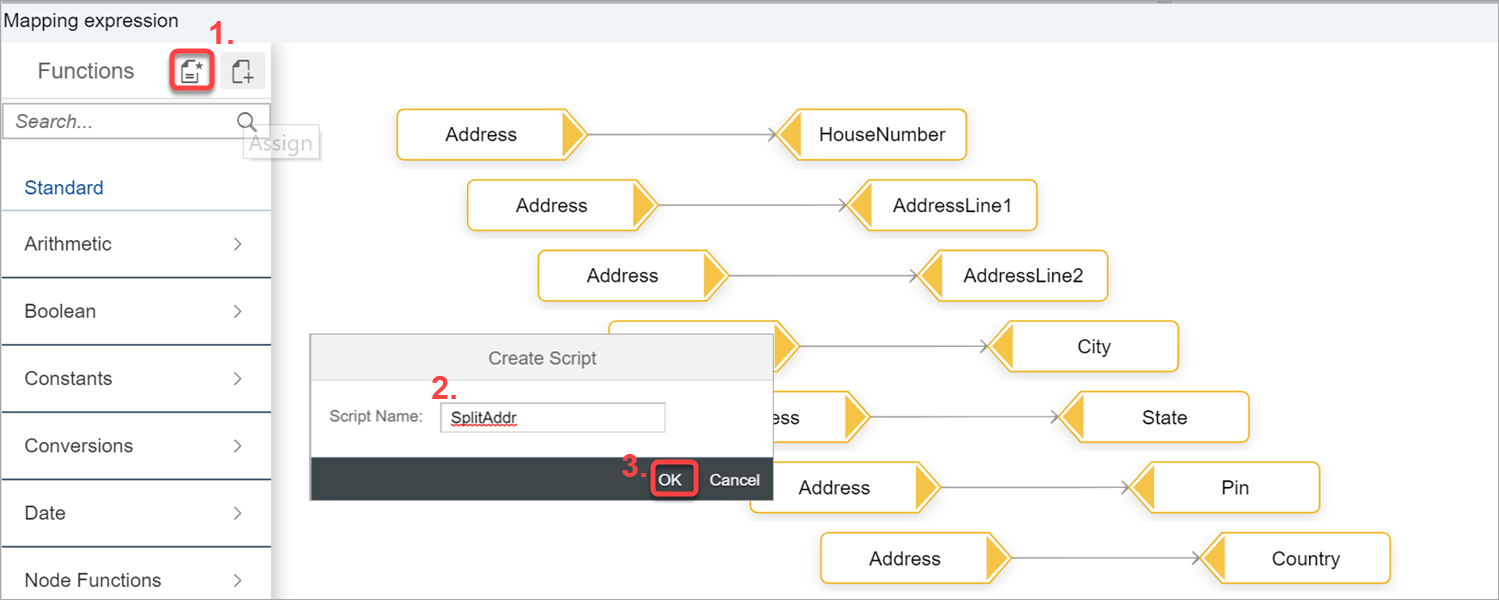 Mapping expression
1.
Functions
Search...
Assign
Standard
Arithmetic
Boolean
Constants
Conversions
Date
Node Functions
Address HouseNumber
Address AddressLine1
Address AddressLine2
City
ess State
Address Pin
Address Country
Create Script
2.
Script Name: SplitAddr
3. OK Cancel